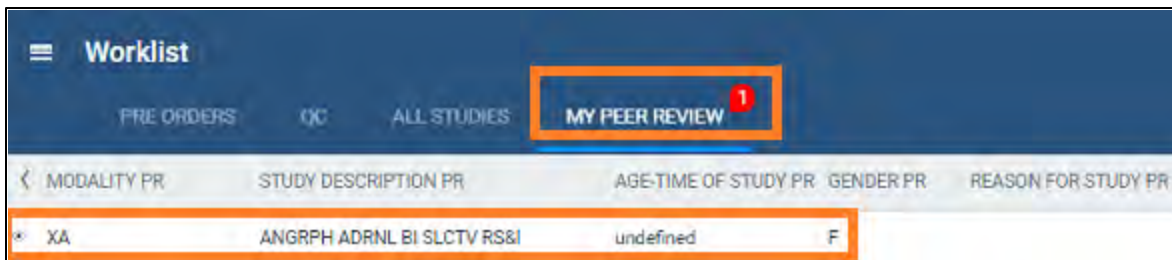 Worklist
PRE ORDERS QC ALL STUDIES MY PEER REVIEW 1
MODALITY PR STUDY DESCRIPTION PR AGE-TIME OF STUDY PR GENDER PR REASON FOR STUDY PR
XA ANGRPH ADRNL BI SLCTV RS&I undefined F